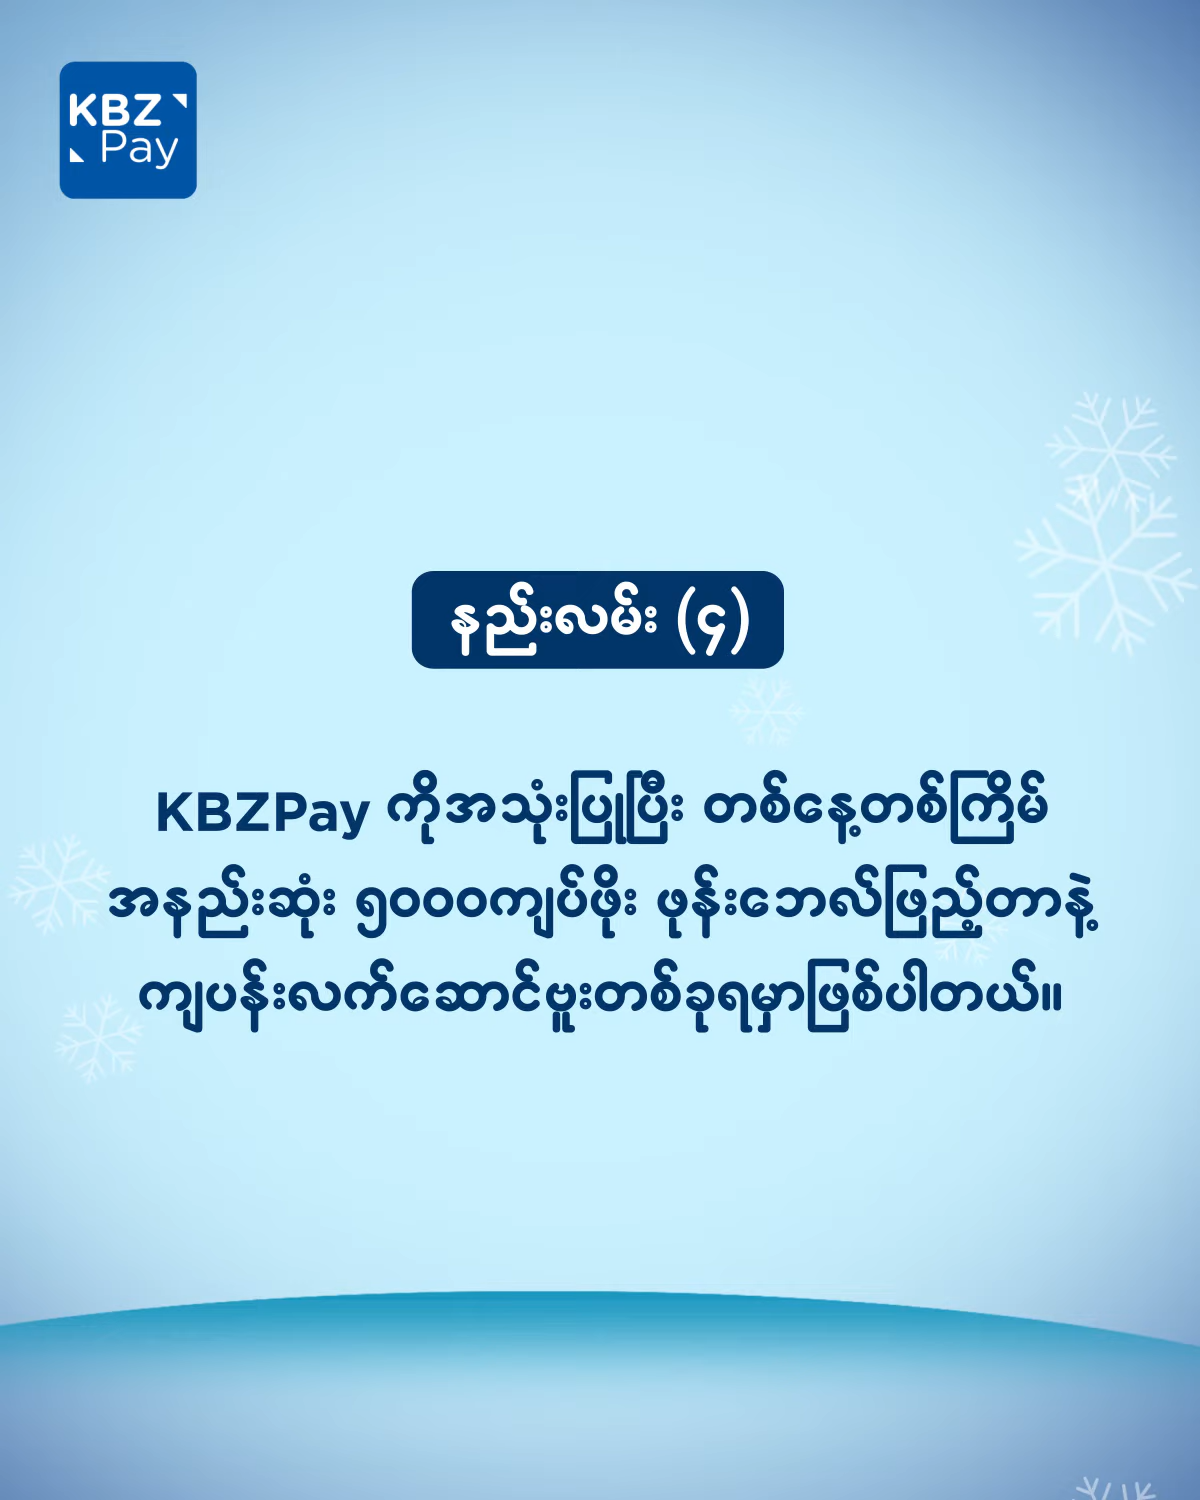 KBZ
Pay
နည်းလမ်း (၄)
KBZPay ကိုအသုံးပြုပြီး တစ်နေ့တစ်ကြိမ်
အနည်းဆုံး ၅၀၀၀ကျပ်ဖိုး ဖုန်းဘေလ်ဖြည့်တာနဲ့
ကျပန်းလက်ဆောင်ဗူးတစ်ခုရမှာဖြစ်ပါတယ်။